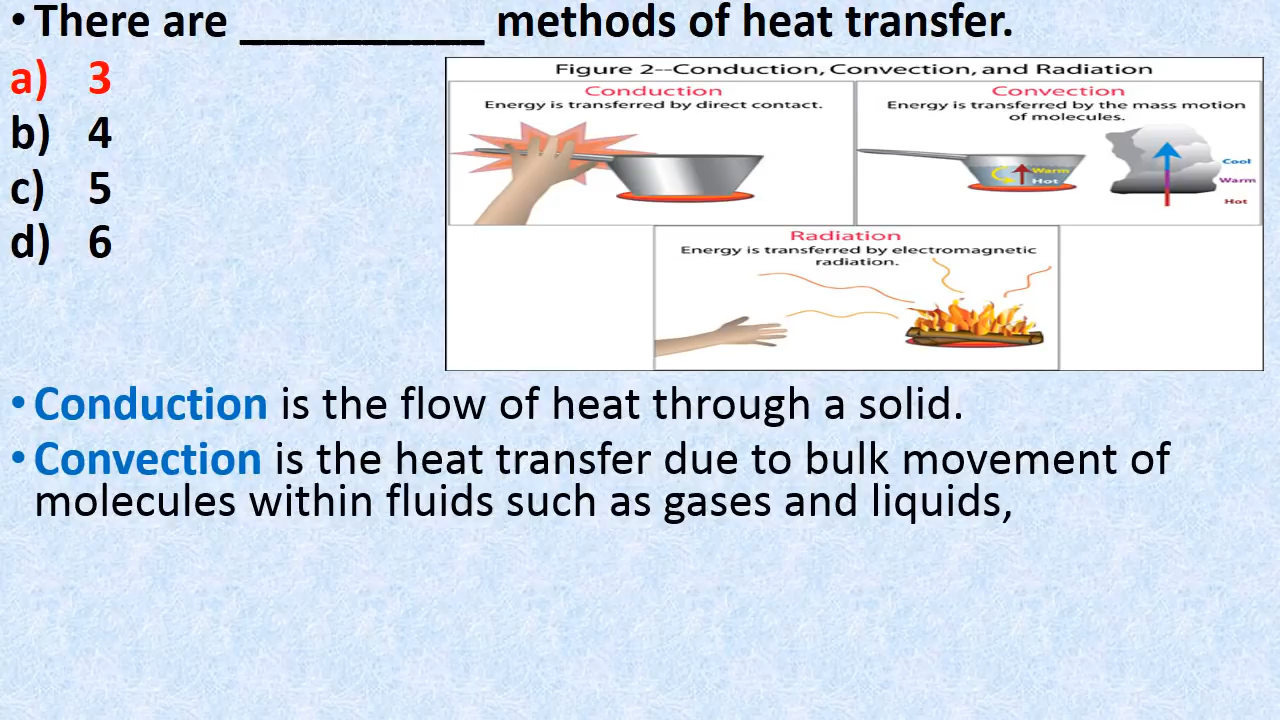 • There are __________ methods of heat transfer.
a) 3
b) 4
c) 5
d) 6
Figure 2--Conduction, Convection, and Radiation
Conduction
Energy is transferred by direct contact.
Convection
Energy is transferred by the mass motion
of molecules.
Warm
Hot
Cool
Warm
Hot
Radiation
Energy is transferred by electromagnetic
radiation.
• Conduction is the flow of heat through a solid.
• Convection is the heat transfer due to bulk movement of
molecules within fluids such as gases and liquids,